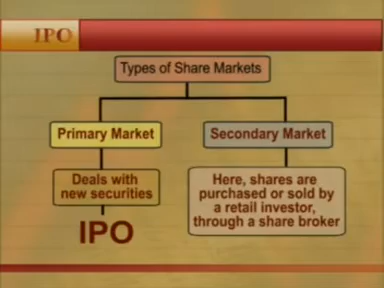 IPO
Types of Share Markets
Primary Market
Secondary Market
Deals with
new securities
IPO
Here, shares are
purchased or sold by
a retail investor,
through a share broker